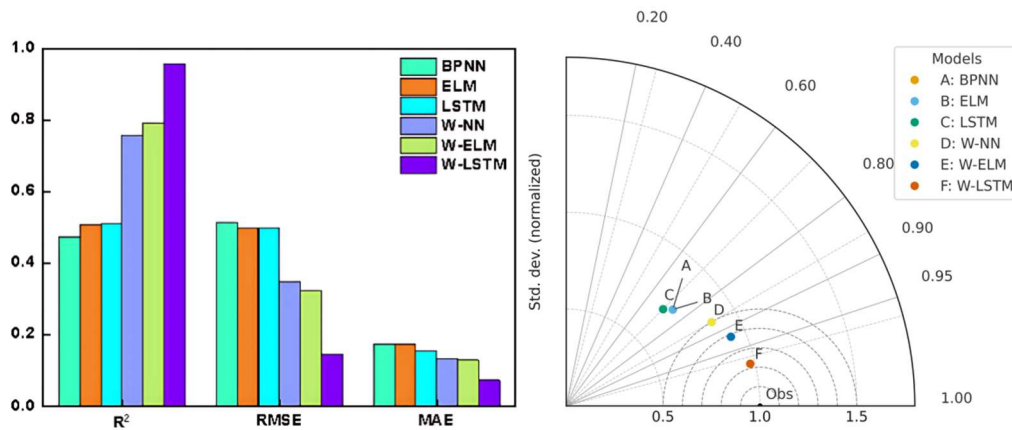 1.0
0.8
0.6
0.4
0.2
0.0
BPNN
ELM
LSTM
W-NN
W-ELM
W-LSTM
R²
RMSE
MAE
0.20
0.40
0.60
0.80
0.90
0.95
1.00
Std. dev. (normalized)
Models
A: BPNN
B: ELM
C: LSTM
D: W-NN
E: W-ELM
F: W-LSTM
A
C
B
D
E
F
Obs
0.5
1.0
1.5